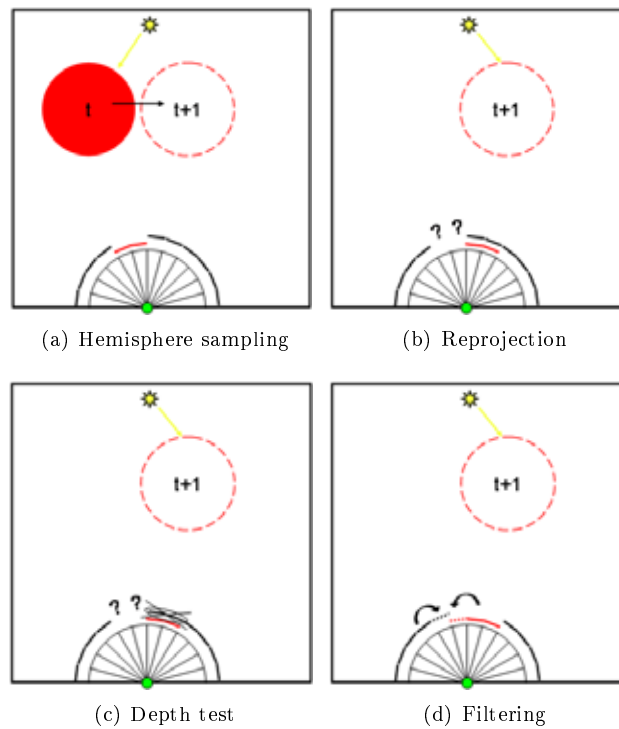 t
t+1
t+1
? ?
(a) Hemisphere sampling
(b) Reprojection
t+1
t+1
? ?
(c) Depth test
(d) Filtering